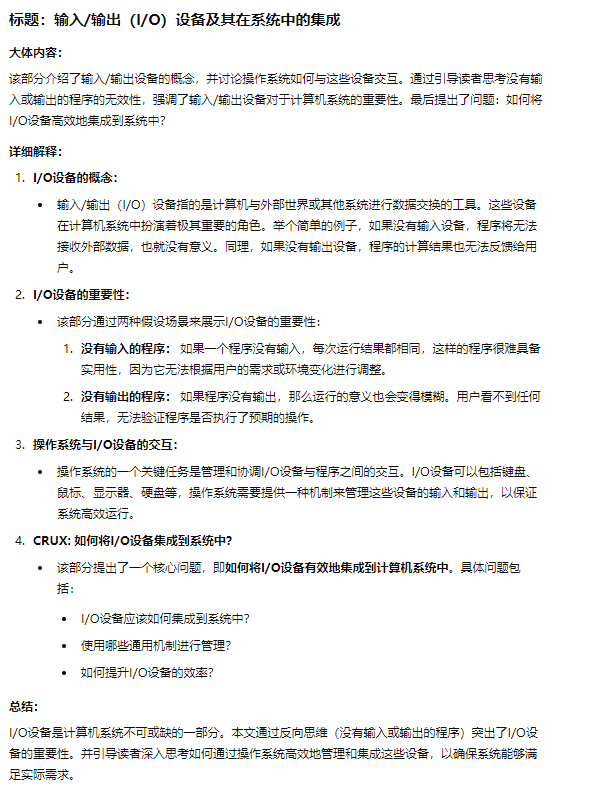 标题：输入/输出（I/O）设备及其在系统中的集成
大体内容：
该部分介绍了输入/输出设备的概念，并讨论操作系统如何与这些设备交互。通过引导读者思考没有输
入或输出的程序的无效性，强调了输入/输出设备对于计算机系统的重要性。最后提出了问题：如何将
I/O设备高效地集成到系统中？
详细解释：
1. I/O设备的概念：
• 输入/输出（I/O）设备指的是计算机与外部世界或其他系统进行数据交换的工具。这些设备
在计算机系统中扮演着极其重要的角色。举个简单的例子，如果没有输入设备，程序将无法
接收外部数据，也就没有意义。同理，如果没有输出设备，程序的计算结果也无法反馈给用
户。
2. I/O设备的重要性：
• 该部分通过两种假设场景来展示I/O设备的重要性：
1. 没有输入的程序： 如果一个程序没有输入，每次运行结果都相同，这样的程序很难具备
实用性，因为它无法根据用户的需求或环境变化进行调整。
2. 没有输出的程序： 如果程序没有输出，那么运行的意义也会变得模糊。用户看不到任何
结果，无法验证程序是否执行了预期的操作。
3. 操作系统与I/O设备的交互：
• 操作系统的一个关键任务是管理和协调I/O设备与程序之间的交互。I/O设备可以包括键盘、
鼠标、显示器、硬盘等，操作系统需要提供一种机制来管理这些设备的输入和输出，以保证
系统高效运行。
4. CRUX: 如何将I/O设备集成到系统中?
• 该部分提出了一个核心问题，即如何将I/O设备有效地集成到计算机系统中。具体问题包
括：
• I/O设备应该如何集成到系统中？
• 使用哪些通用机制进行管理？
• 如何提升I/O设备的效率？
总结：
I/O设备是计算机系统不可或缺的一部分。本文通过反向思维（没有输入或输出的程序）突出了I/O设
备的重要性。并引导读者深入思考如何通过操作系统高效地管理和集成这些设备，以确保系统能够满
足实际需求。